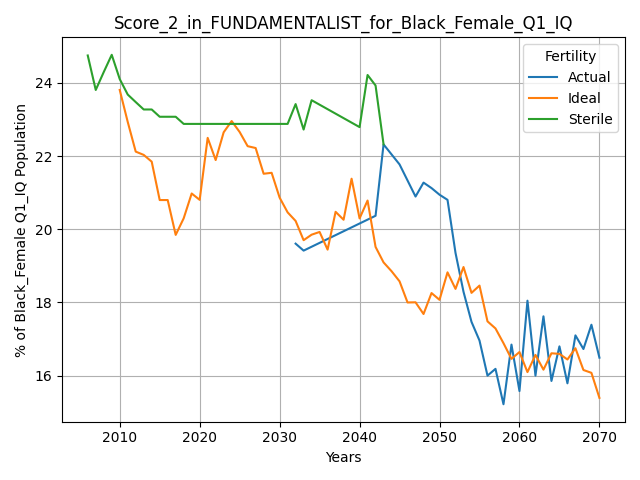 Score_2_in_FUNDAMENTALIST_for_Black_Female_Q1_IQ
% of Black_Female Q1_IQ Population
24
22
20
18
16
Fertility
Actual
Ideal
Sterile
2010 2020 2030 2040 2050 2060 2070
Years